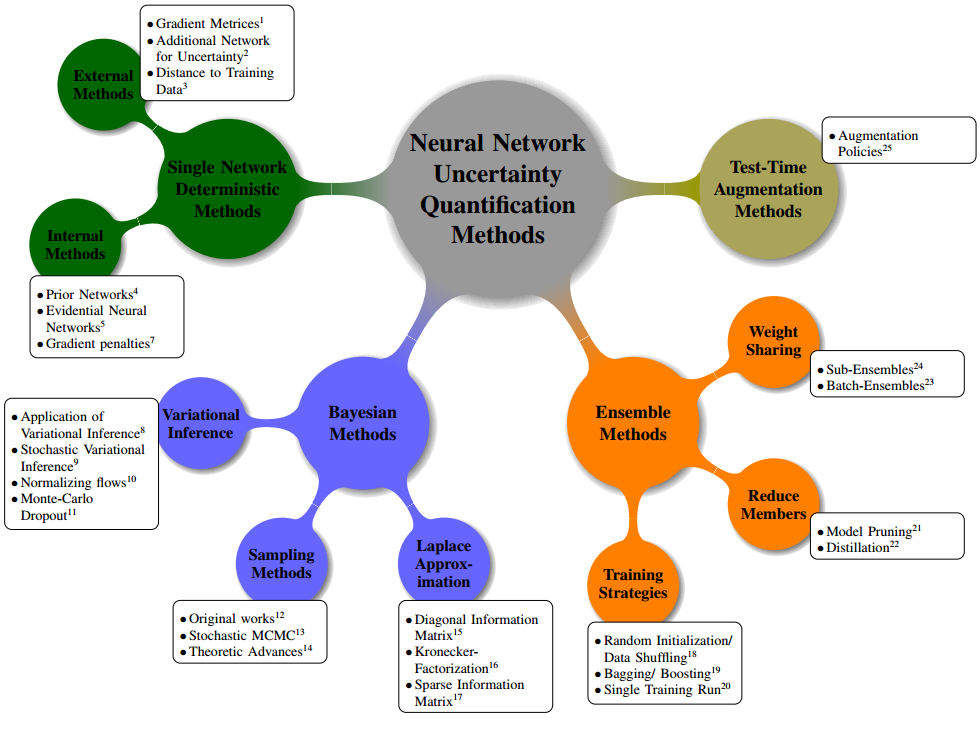 Neural Network
Uncertainty
Quantification
Methods
Single Network
Deterministic
Methods
External
Methods
● Gradient Metrices¹
● Additional Network
for Uncertainty²
● Distance to Training
Data³
Internal
Methods
● Prior Networks⁴
● Evidential Neural
Networks⁵
● Gradient penalties⁷
Test-Time
Augmentation
Methods
● Augmentation
Policies²⁵
Bayesian
Methods
Variational
Inference
● Application of
Variational Inference⁸
● Stochastic Variational
Inference⁹
● Normalizing flows¹⁰
● Monte-Carlo
Dropout¹¹
Sampling
Methods
● Original works¹²
● Stochastic MCMC¹³
● Theoretic Advances¹⁴
Laplace
Approx-
imation
● Diagonal Information
Matrix¹⁵
● Kronecker-
Factorization¹⁶
● Sparse Information
Matrix¹⁷
Ensemble
Methods
Weight
Sharing
● Sub-Ensembles²⁴
● Batch-Ensembles²³
Reduce
Members
● Model Pruning²¹
● Distillation²²
Training
Strategies
● Random Initialization/
Data Shuffling¹⁸
● Bagging/ Boosting¹⁹
● Single Training Run²⁰